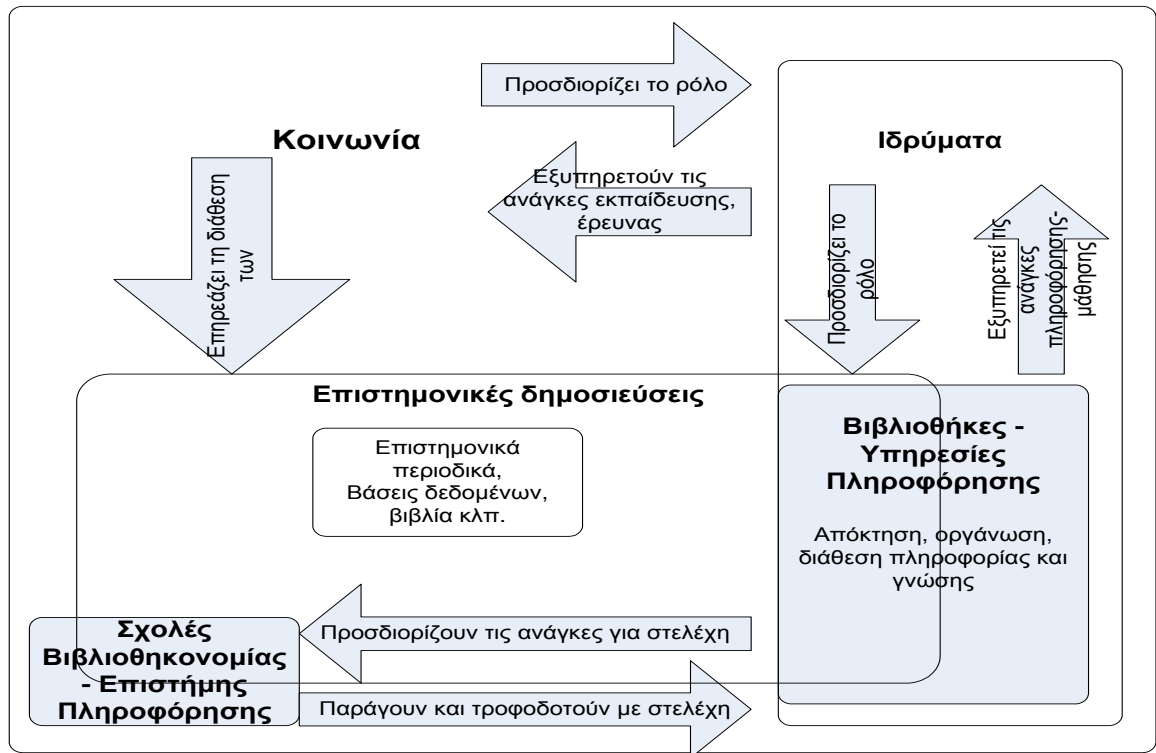 Προσδιορίζει το ρόλο
Κοινωνία
Ιδρύματα
Εξυπηρετούν τις
ανάγκες εκπαίδευσης,
έρευνας
Επηρεάζει τη διάθεση
των
Προσδιορίζει το
ρόλο
Εξυπηρετεί τις
ανάγκες
πληροφόρησης-
μάθησης
Επιστημονικές δημοσιεύσεις
Επιστημονικά
περιοδικά,
Βάσεις δεδομένων,
βιβλία κλπ.
Βιβλιοθήκες -
Υπηρεσίες
Πληροφόρησης
Απόκτηση, οργάνωση,
διάθεση πληροφορίας και
γνώσης
Σχολές
Βιβλιοθηκονομίας
- Επιστήμης
Πληροφόρησης
Προσδιορίζουν τις ανάγκες για στελέχη
Παράγουν και τροφοδοτούν με στελέχη